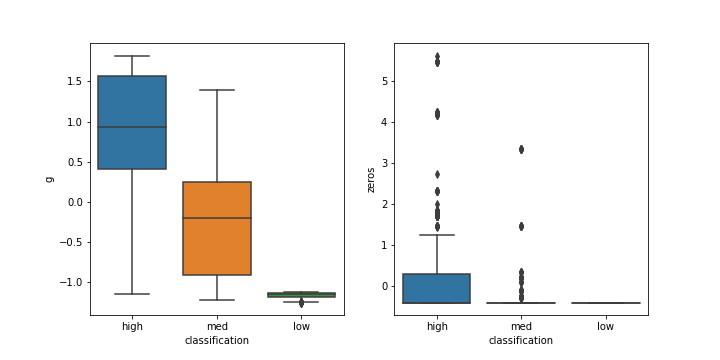 1.5
1.0
0.5
0.0
−0.5
−1.0
g
high med low
classification
5
4
3
2
1
0
zeros
high med low
classification